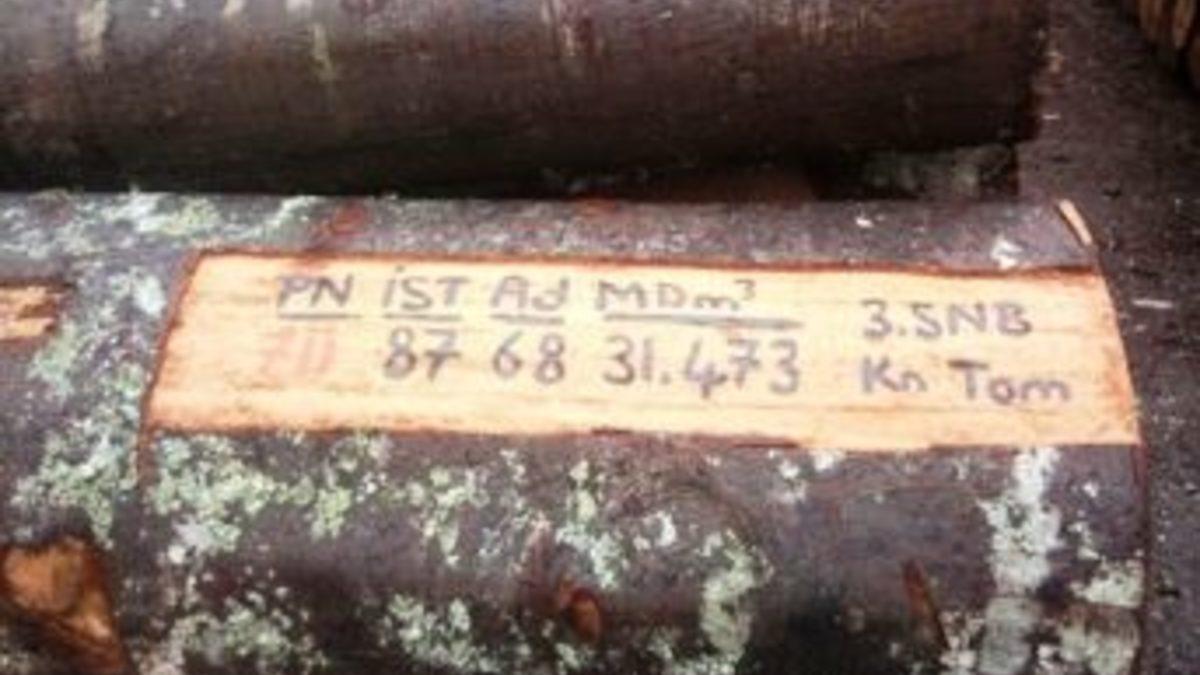 PN İST Ad MDm³ 3.SNB
87 68 31.473 Kn Tom